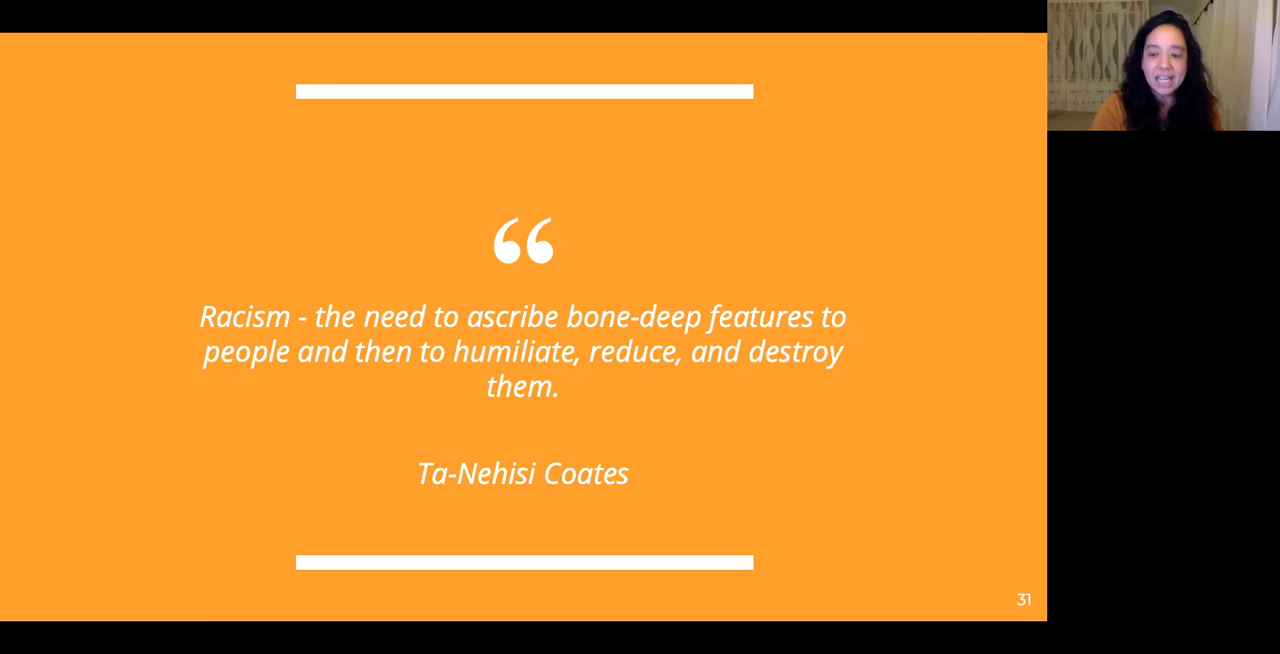 “
Racism - the need to ascribe bone-deep features to
people and then to humiliate, reduce, and destroy
them.
Ta-Nehisi Coates
31